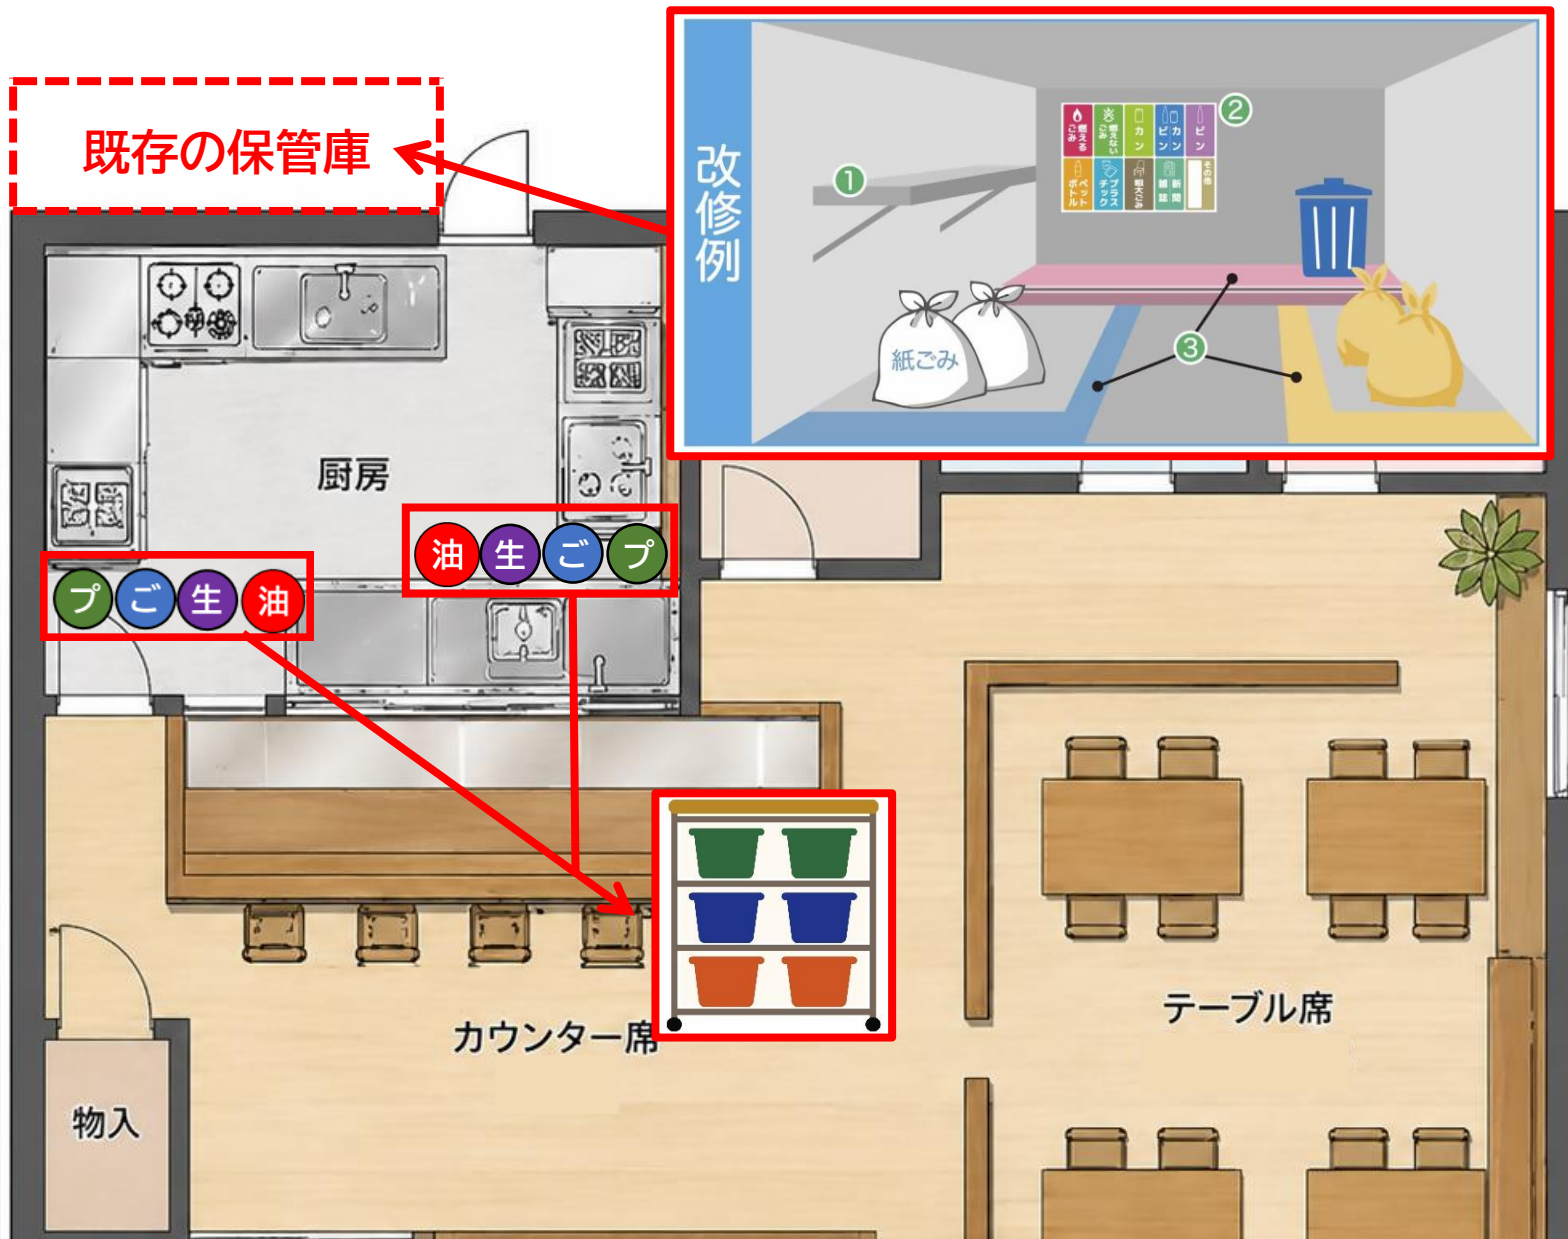 既存の保管庫
改修例
①
②
燃える
ごみ
燃えない
ごみ
カン
ビン
カン
ビン
ペット
ボトル
プラス
チック
粗大ごみ
新聞
雑誌
その他
③
紙ごみ
厨房
油 生 ご プ
プ ご 生 油
カウンター席
テーブル席
物入